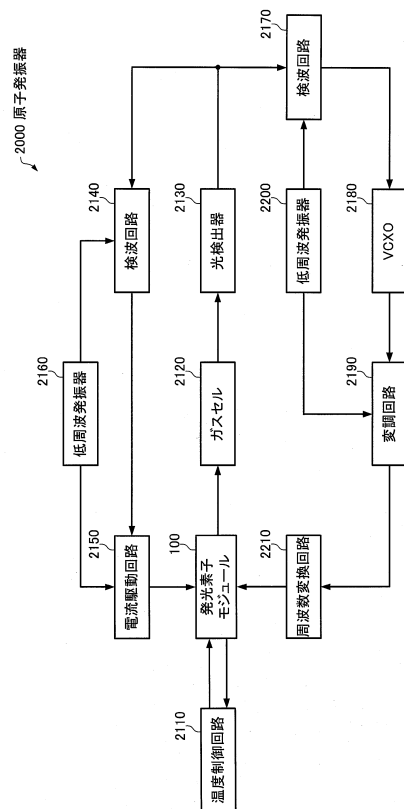 2000 原子発振器
2160
低周波発振器
2150
電流駆動回路
2140
検波回路
2110
温度制御回路
100
発光素子
モジュール
2120
ガスセル
2130
光検出器
2170
検波回路
2210
周波数変換回路
2200
低周波発振器
2190
変調回路
2180
VCXO